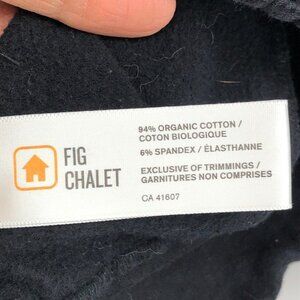 FIG
CHALET
94% ORGANIC COTTON /
COTON BIOLOGIQUE
6% SPANDEX / ÉLASTHANNE
EXCLUSIVE OF TRIMMINGS /
GARNITURES NON COMPRISES
CA 41607